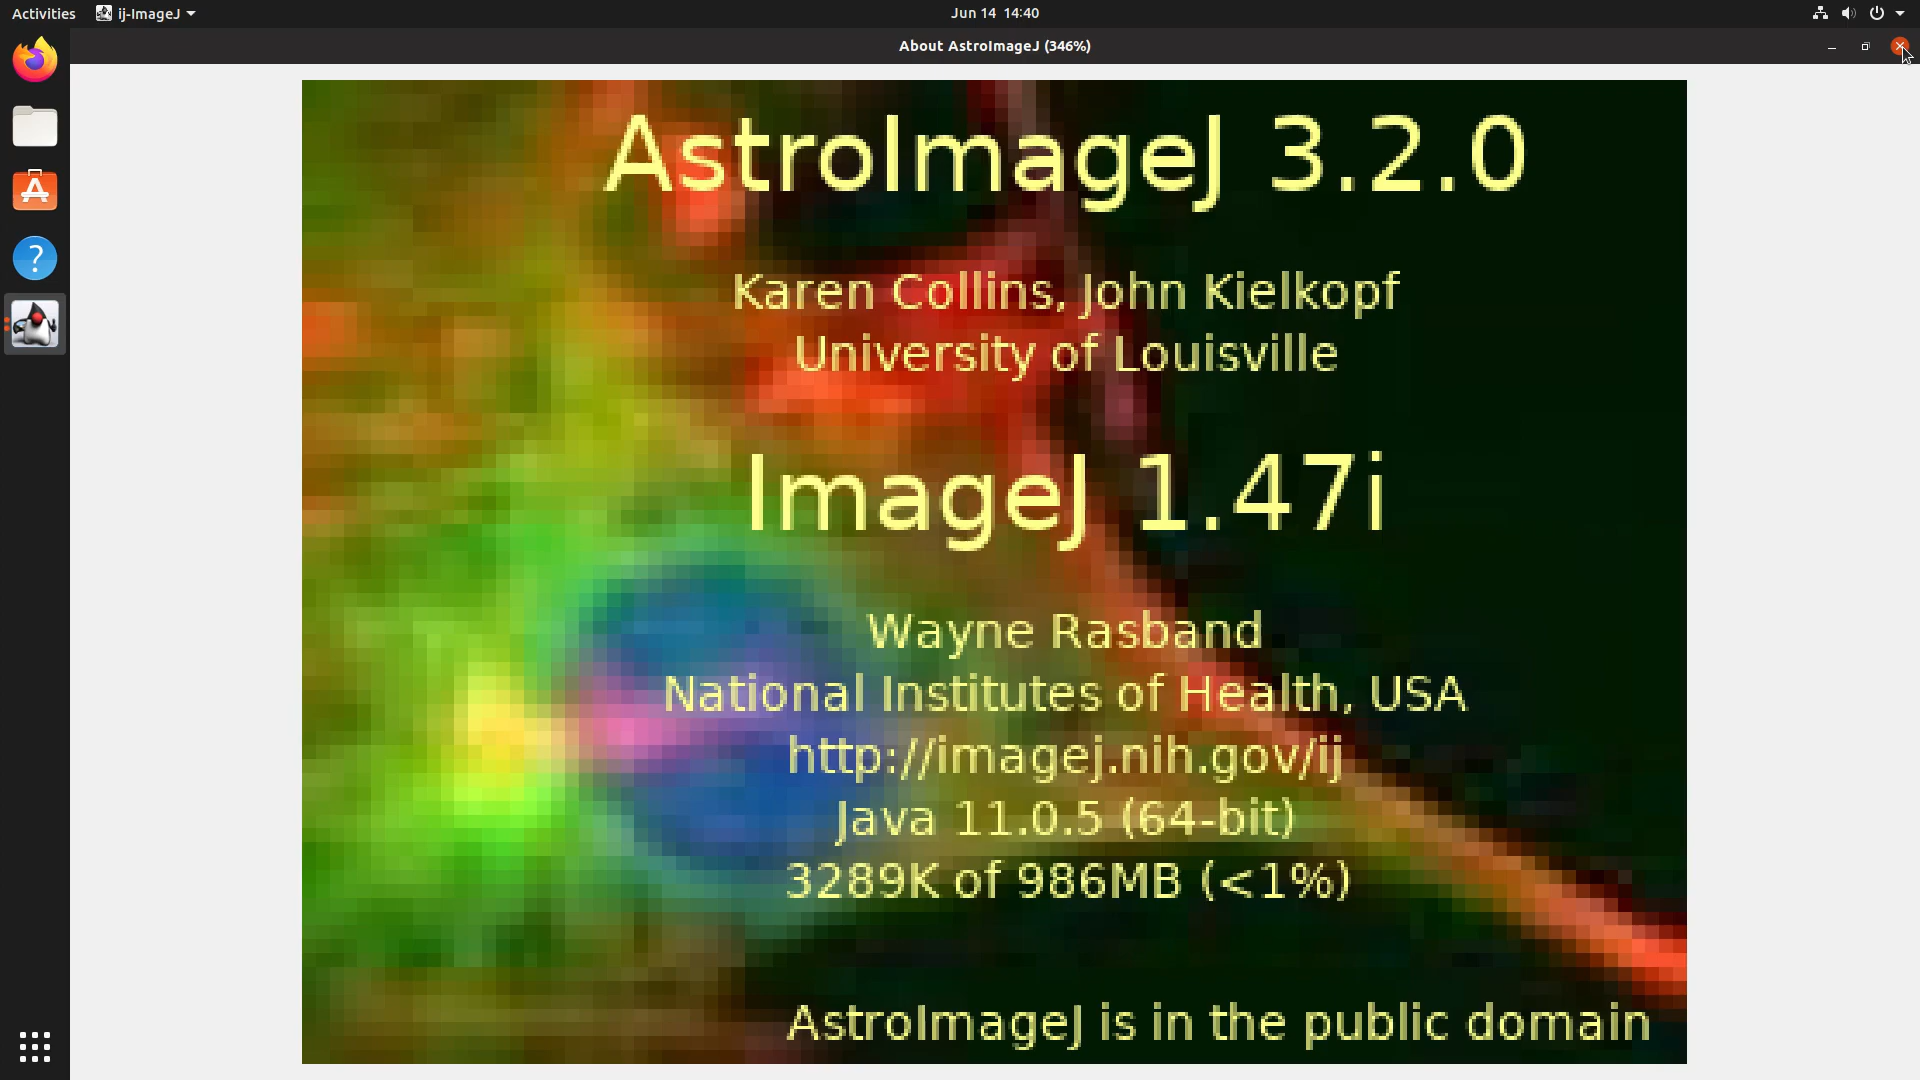 Activities
ij-ImageJ
Jun 14 14:40
About AstroImageJ (346%)
AstroImageJ 3.2.0
Karen Collins, John Kielkopf
University of Louisville
ImageJ 1.47i
Wayne Rasband
National Institutes of Health, USA
http://imagej.nih.gov/ij
Java 11.0.5 (64-bit)
3289K of 986MB (<1%)
AstroImageJ is in the public domain